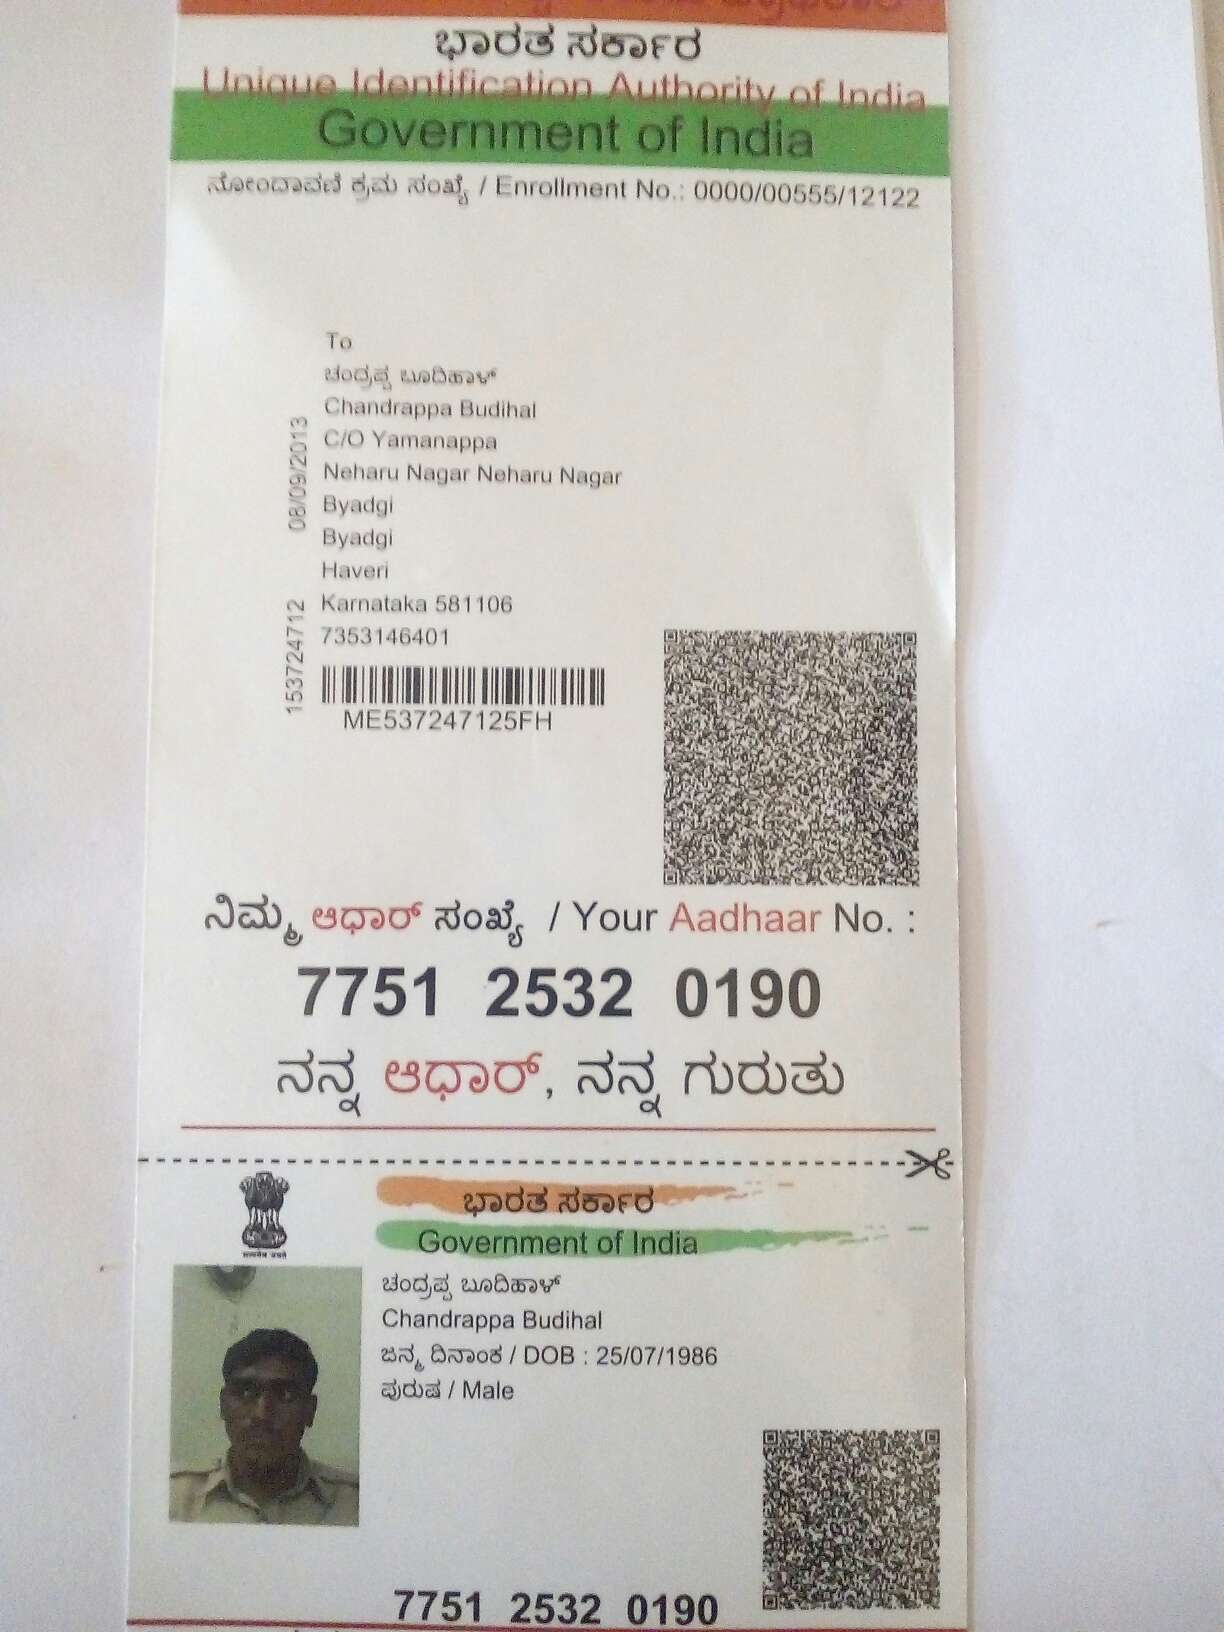 ಭಾರತ ಸರ್ಕಾರ
Unique Identification Authority of India
Government of India
ನೋಂದಾವಣಿ ಕ್ರಮ ಸಂಖ್ಯೆ / Enrollment No.: 0000/00555/12122
To
ಚಂದ್ರಪ್ಪ ಬೂದಿಹಾಳ್
Chandrappa Budihal
C/O Yamanappa
Neharu Nagar Neharu Nagar
Byadgi
Byadgi
Haveri
Karnataka 581106
7353146401
08/09/2013
153724712
ME537247125FH
ನಿಮ್ಮ ಆಧಾರ್ ಸಂಖ್ಯೆ / Your Aadhaar No. :
7751 2532 0190
ನನ್ನ ಆಧಾರ್, ನನ್ನ ಗುರುತು
ಭಾರತ ಸರ್ಕಾರ
Government of India
ಚಂದ್ರಪ್ಪ ಬೂದಿಹಾಳ್
Chandrappa Budihal
ಜನ್ಮ ದಿನಾಂಕ / DOB : 25/07/1986
ಪುರುಷ / Male
7751 2532 0190